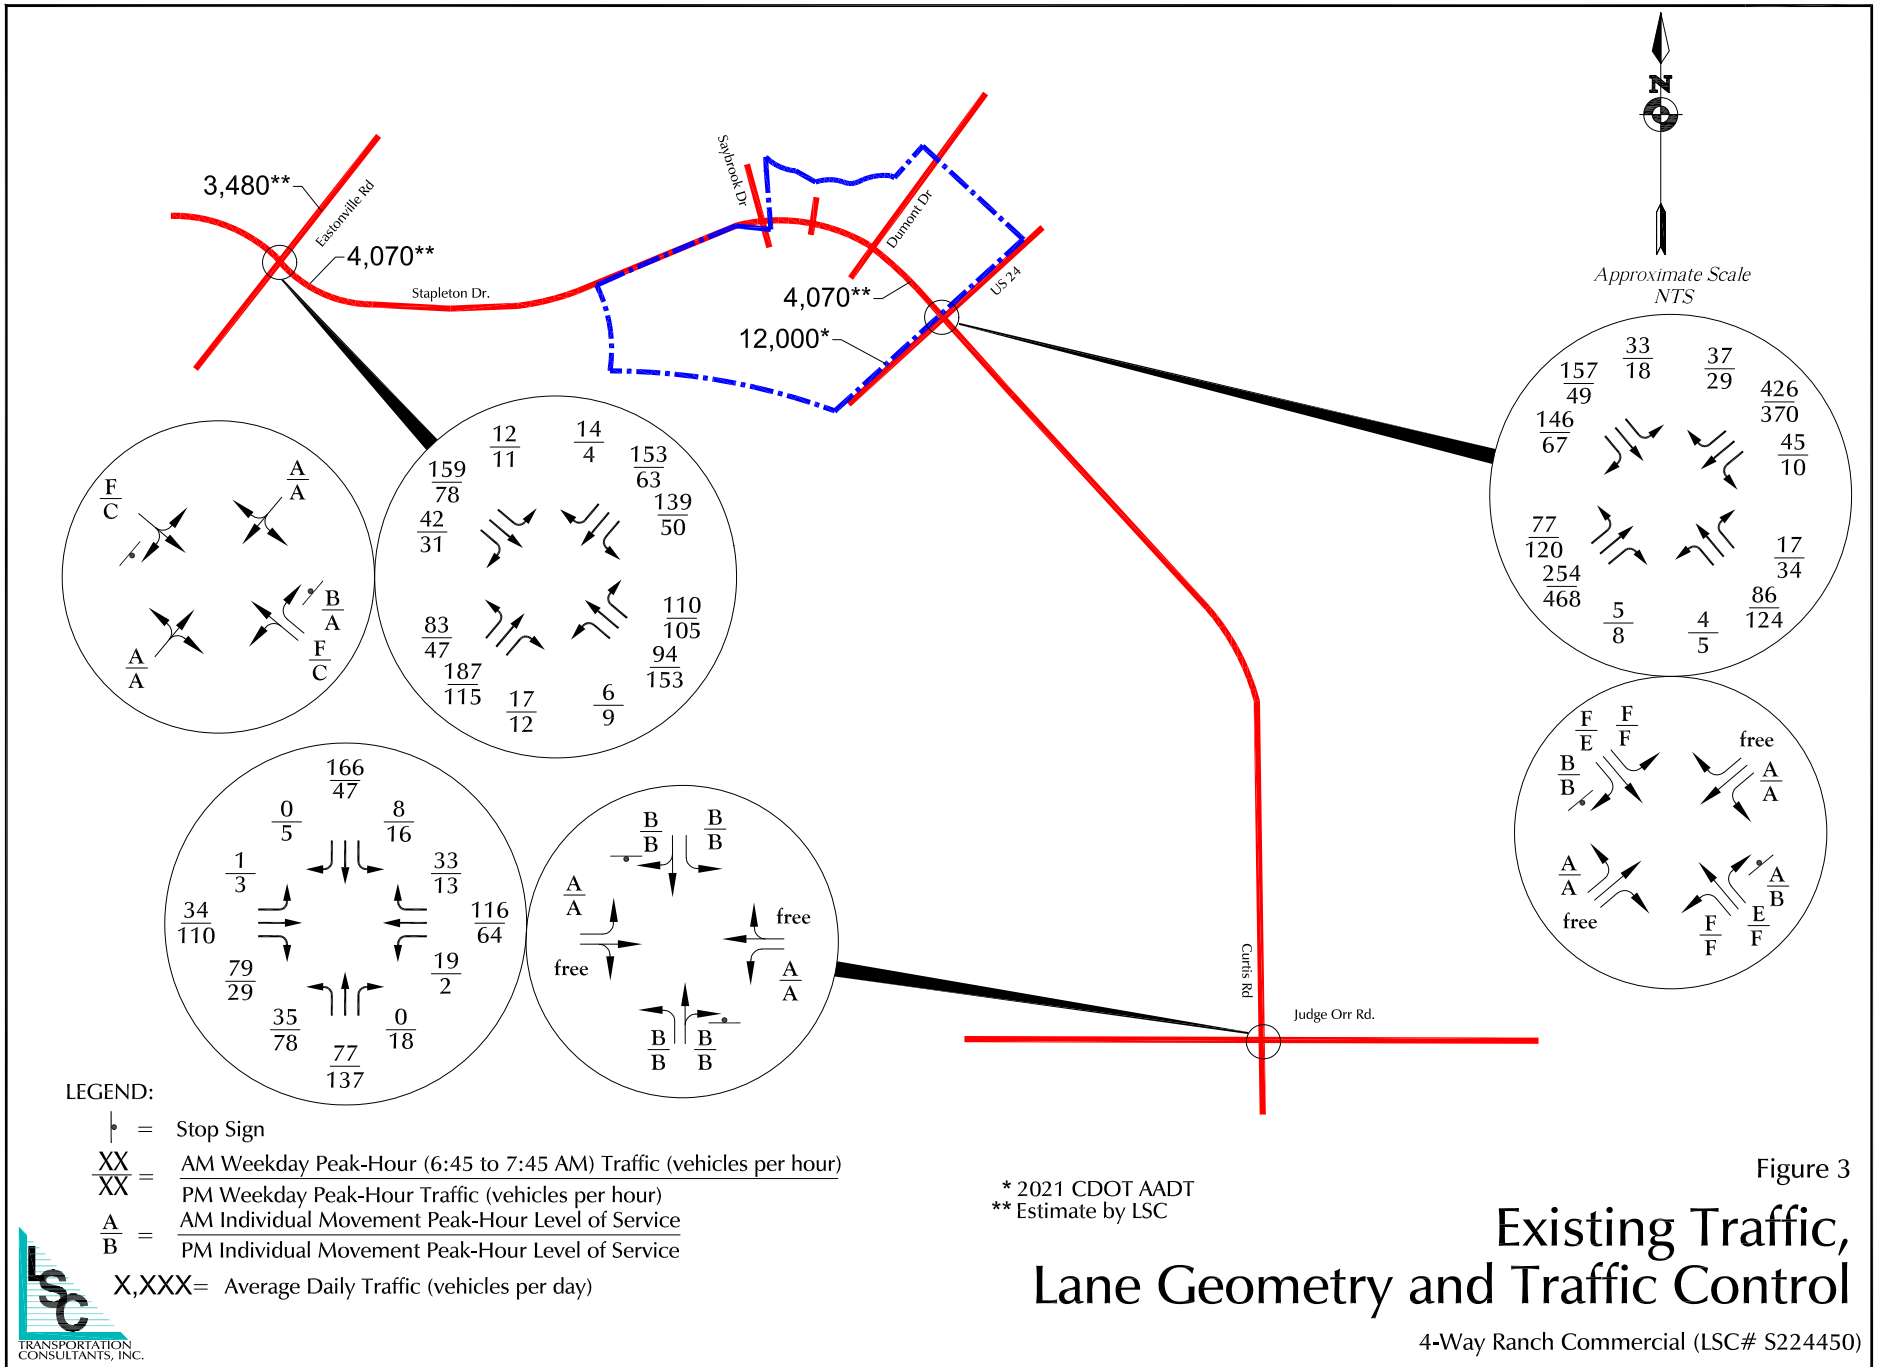 N
Approximate Scale
NTS
3,480**
Eastonville Rd
4,070**
Stapleton Dr.
Saybrook Dr
Dumont Dr
US 24
4,070**
12,000*
Curtis Rd
Judge Orr Rd.
F
C
A
A
B
A
F
C
A
A
12
11
14
4
159
78
153
63
42
31
139
50
83
47
110
105
187
115
94
153
17
12
6
9
33
18
37
29
157
49
426
370
146
67
45
10
77
120
17
34
254
468
86
124
5
8
4
5
F
E
F
F
free
B
B
A
A
A
A
free
A
B
E
F
F
F
166
47
0
5
8
16
1
3
33
13
34
110
116
64
79
29
19
2
35
78
0
18
77
137
B
B
B
B
A
A
free
free
A
A
B
B
B
B
LEGEND:
= Stop Sign
XX
XX
= AM Weekday Peak-Hour (6:45 to 7:45 AM) Traffic (vehicles per hour)
PM Weekday Peak-Hour Traffic (vehicles per hour)
A
B
= AM Individual Movement Peak-Hour Level of Service
PM Individual Movement Peak-Hour Level of Service
X,XXX= Average Daily Traffic (vehicles per day)
* 2021 CDOT AADT
** Estimate by LSC
Figure 3
Existing Traffic,
Lane Geometry and Traffic Control
4-Way Ranch Commercial (LSC# S224450)
LSC
TRANSPORTATION
CONSULTANTS, INC.